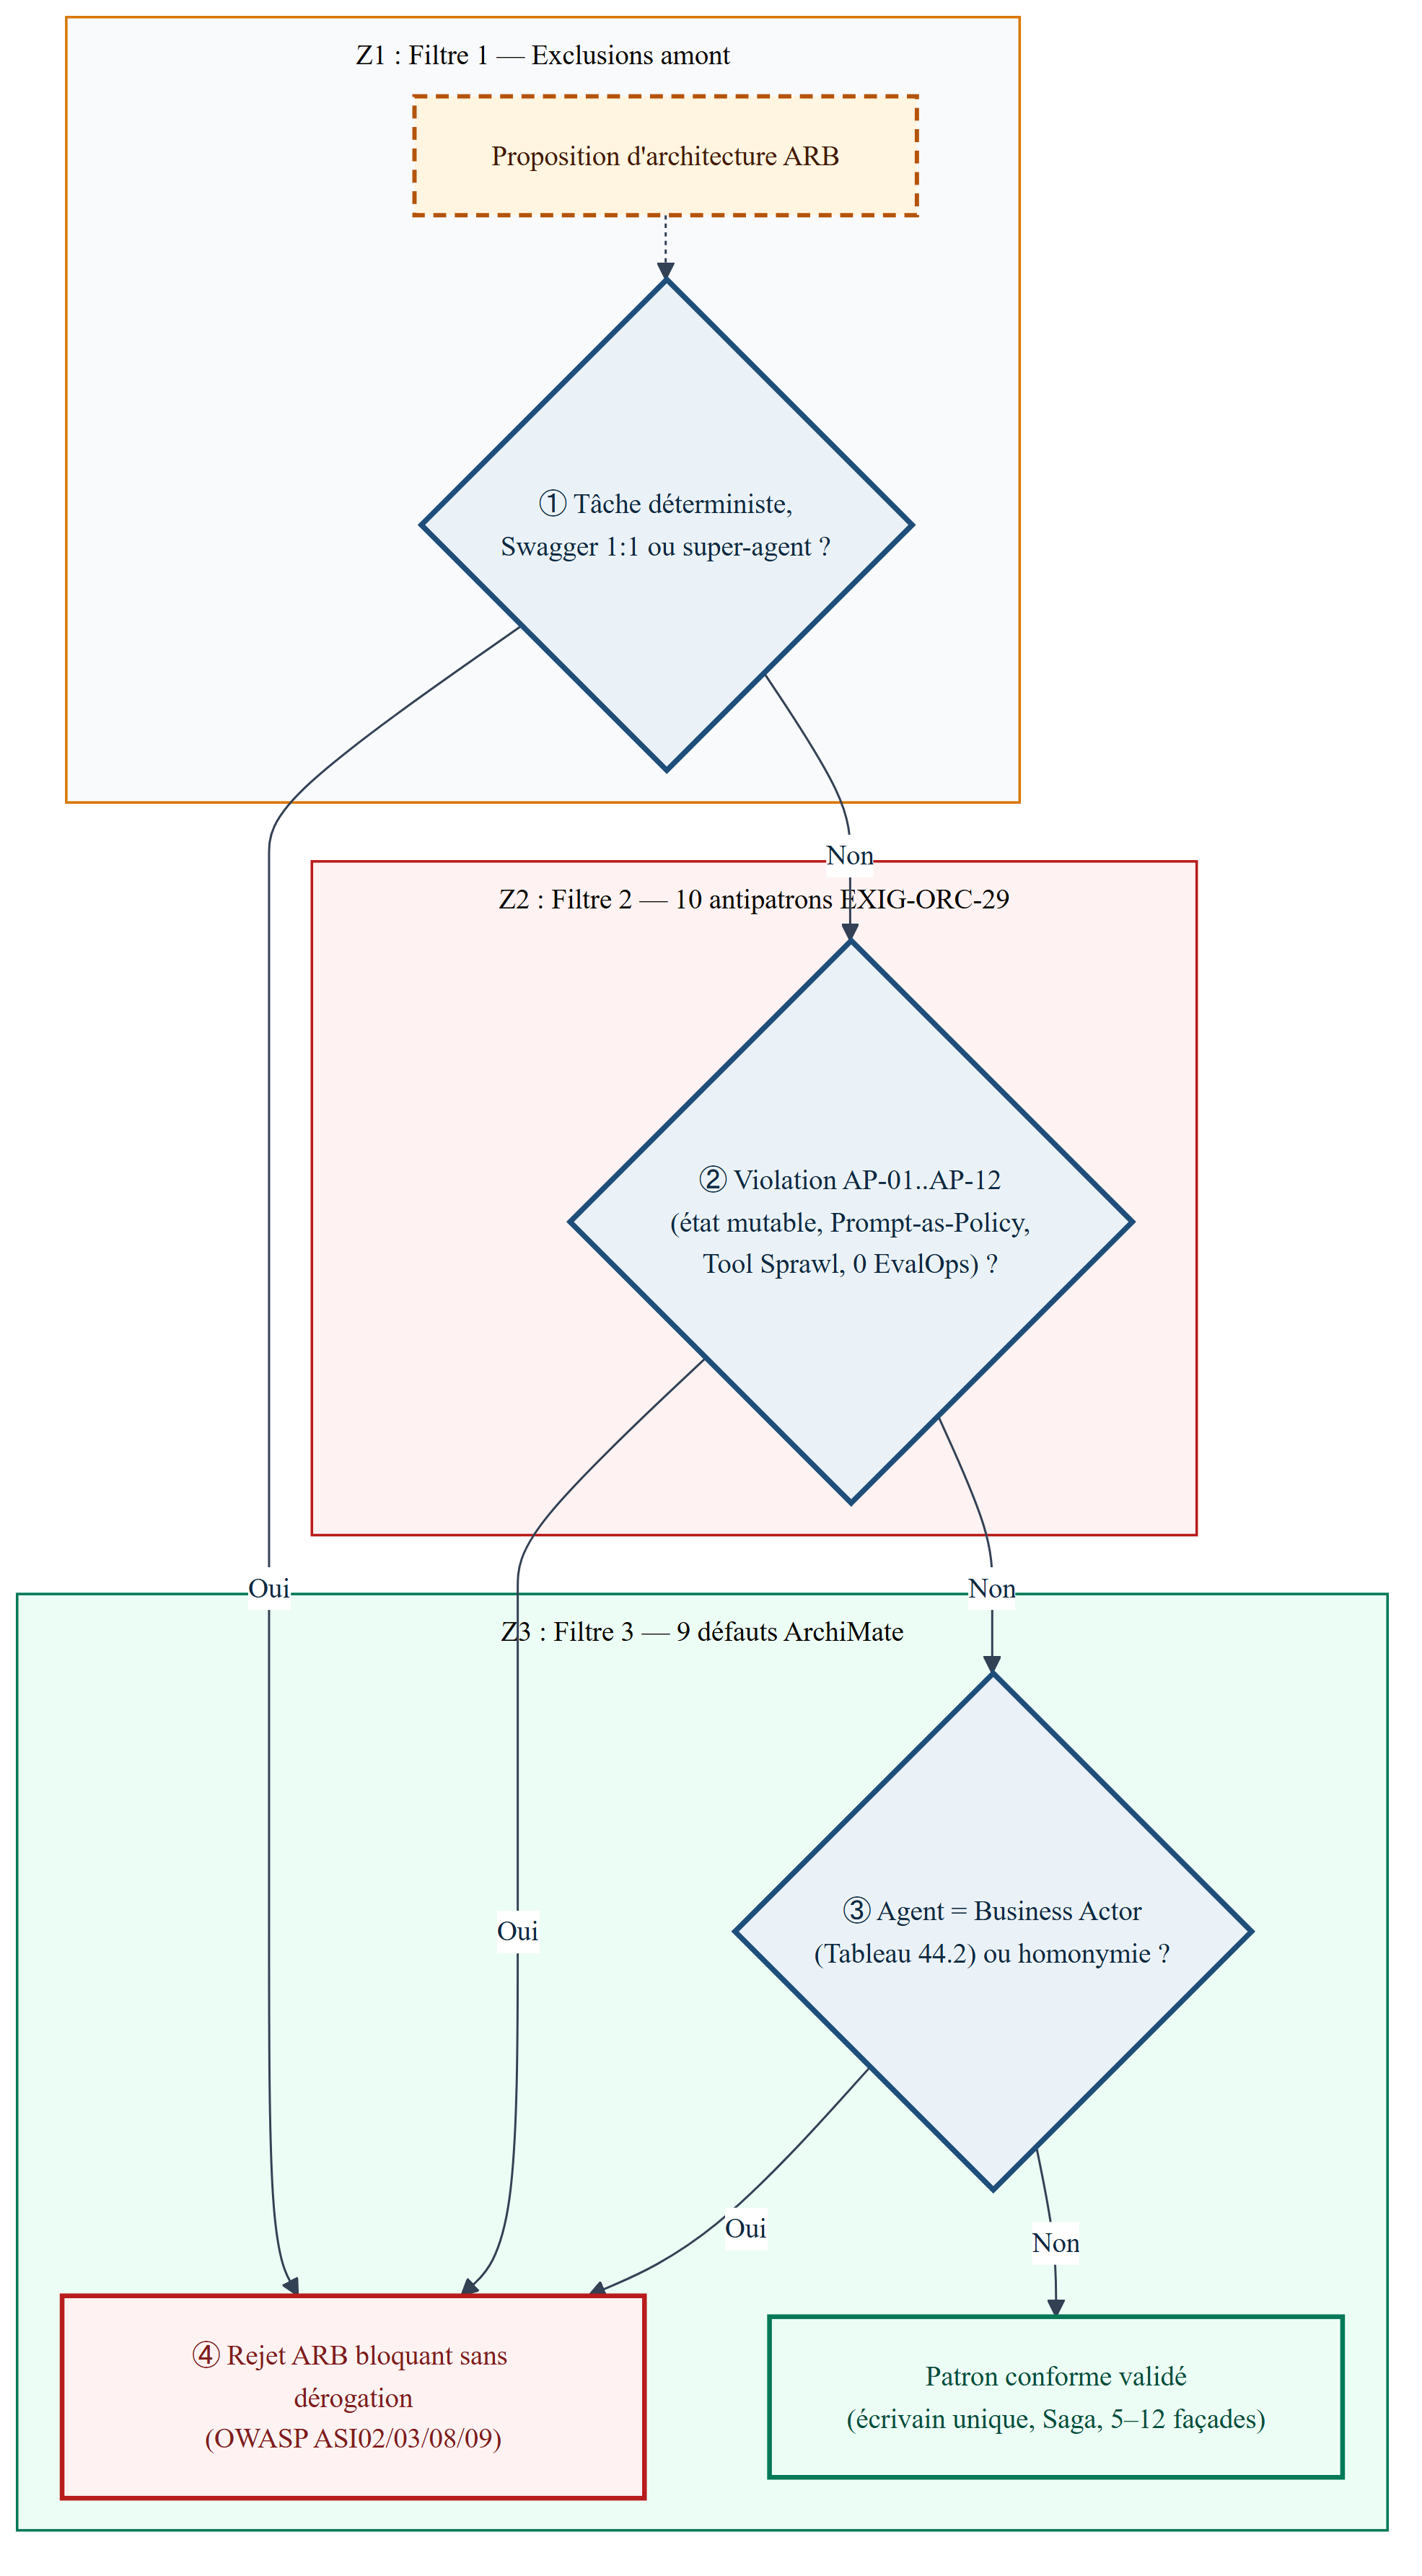 Z1 : Filtre 1 — Exclusions amont
Proposition d'architecture ARB
① Tâche déterministe,
Swagger 1:1 ou super-agent ?
Non
Z2 : Filtre 2 — 10 antipatrons EXIG-ORC-29
② Violation AP-01..AP-12
(état mutable, Prompt-as-Policy,
Tool Sprawl, 0 EvalOps) ?
Oui
Non
Z3 : Filtre 3 — 9 défauts ArchiMate
③ Agent = Business Actor
(Tableau 44.2) ou homonymie ?
Oui
Oui
Non
④ Rejet ARB bloquant sans
dérogation
(OWASP ASI02/03/08/09)
Patron conforme validé
(écrivain unique, Saga, 5–12 façades)